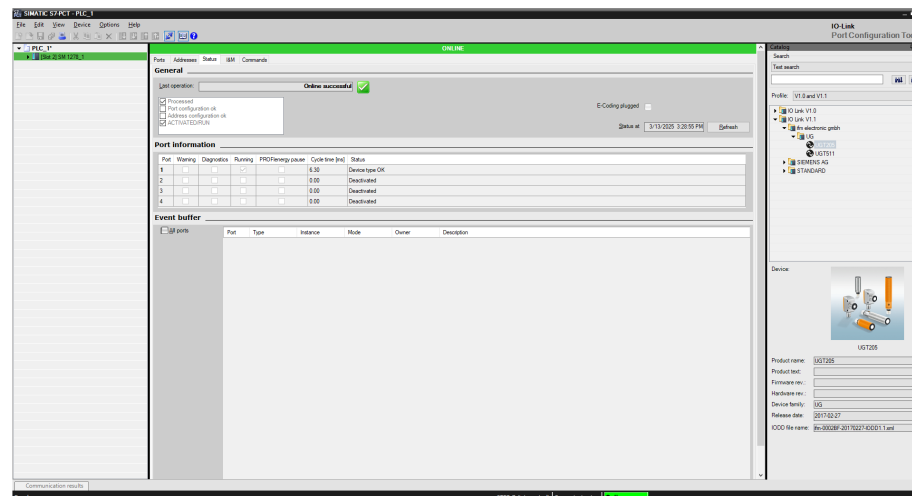 SIMATIC S7-PCT - PLC_1
File Edit View Device Options Help
IO-Link
Port Configuration Too
PLC_1*
[Slot 2] SM 1278_1
ONLINE
Ports Addresses Status I&M Commands
General
Last operation: Online successful
Processed
Port configuration ok
Address configuration ok
ACTIVATED/RUN
E-Coding plugged
Status at 3/13/2025 3:28:55 PM Refresh
Port information
Port Warning Diagnostics Running PROFIenergy pause Cycle time [ms] Status
1 6.30 Device type OK
2 0.00 Deactivated
3 0.00 Deactivated
4 0.00 Deactivated
Event buffer
All ports
Port Type Instance Mode Owner Description
Catalog
Search
Text search
Profile: V1.0 and V1.1
IO Link V1.0
IO Link V1.1
ifm electronic gmbh
UG
UGT511
SIEMENS AG
STANDARD
Device:
UGT205
Product name: UGT205
Product text:
Firmware rev.:
Hardware rev.:
Device family: UG
Release date: 2017-02-27
IODD file name: ifm-0002BF-20170227-IODD1.1.xml
Communication results